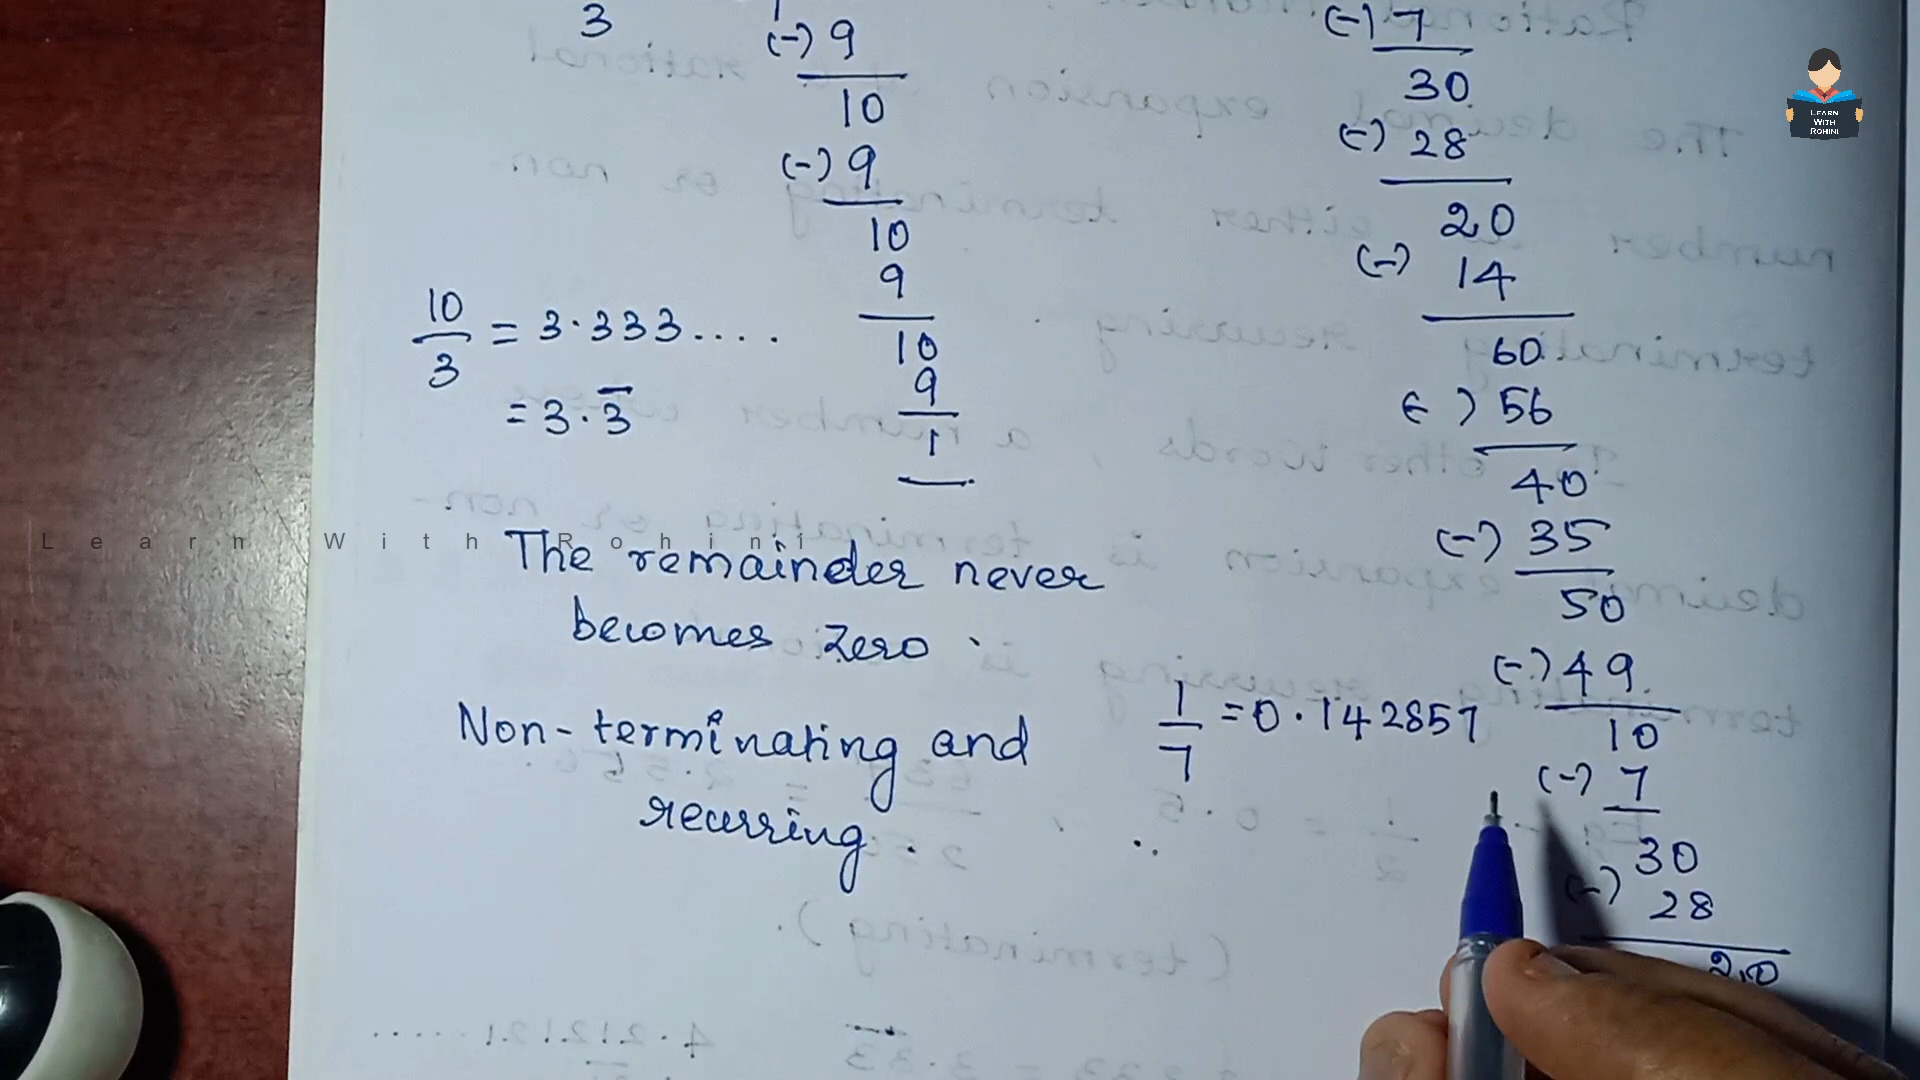 3
(-) 9
10
(-) 9
10
9
10
9
1
10/3 = 3.333....
= 3.3̅
The remainder never
becomes zero.
Non-terminating and
recurring.
(-) 7
30
(-) 28
20
(-) 14
60
(-) 56
40
(-) 35
50
(-) 49
10
(-) 7
30
(-) 28
20
1/7 = 0.142857
Learn With Rohini
LEARN
WITH
ROHINI